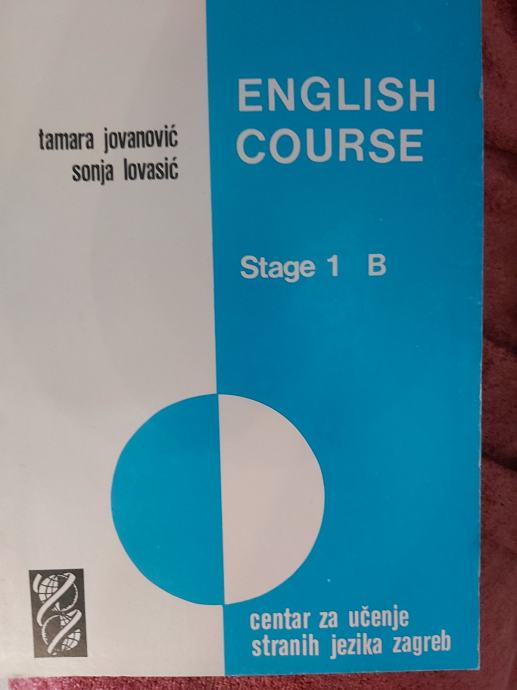 tamara jovanović
sonja lovasić
ENGLISH
COURSE
Stage 1 B
centar za učenje
stranih jezika zagreb